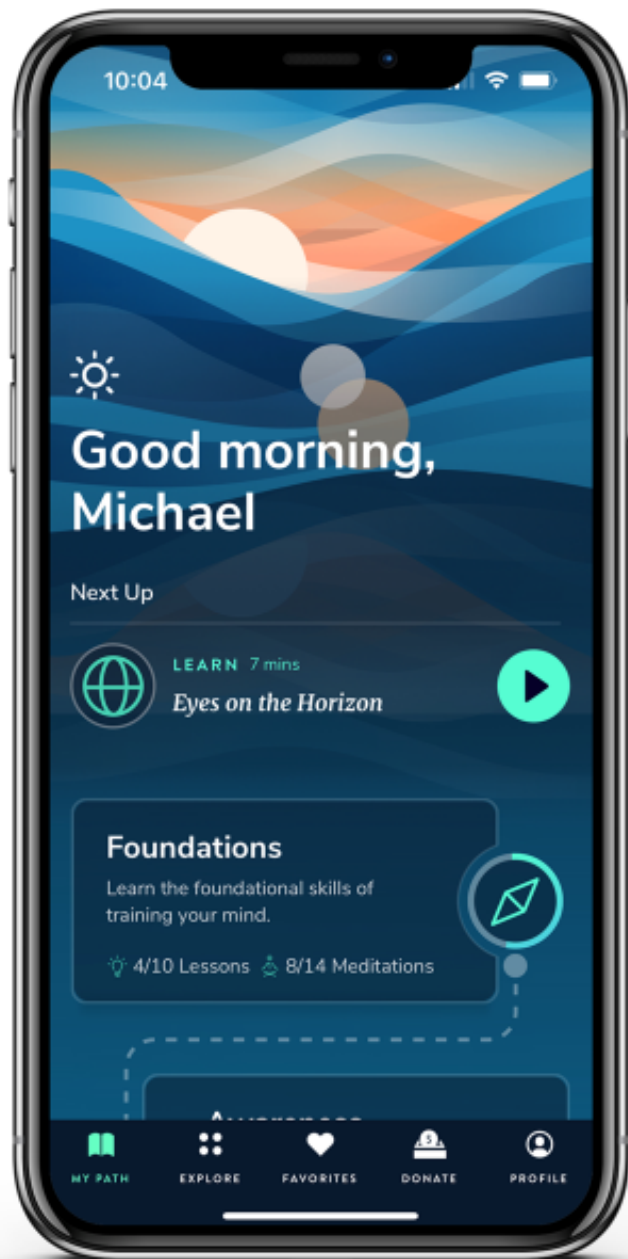 10:04
Good morning,
Michael
Next Up
LEARN 7 mins
Eyes on the Horizon
Foundations
Learn the foundational skills of
training your mind.
4/10 Lessons 8/14 Meditations
Awareness
MY PATH EXPLORE FAVORITES DONATE PROFILE